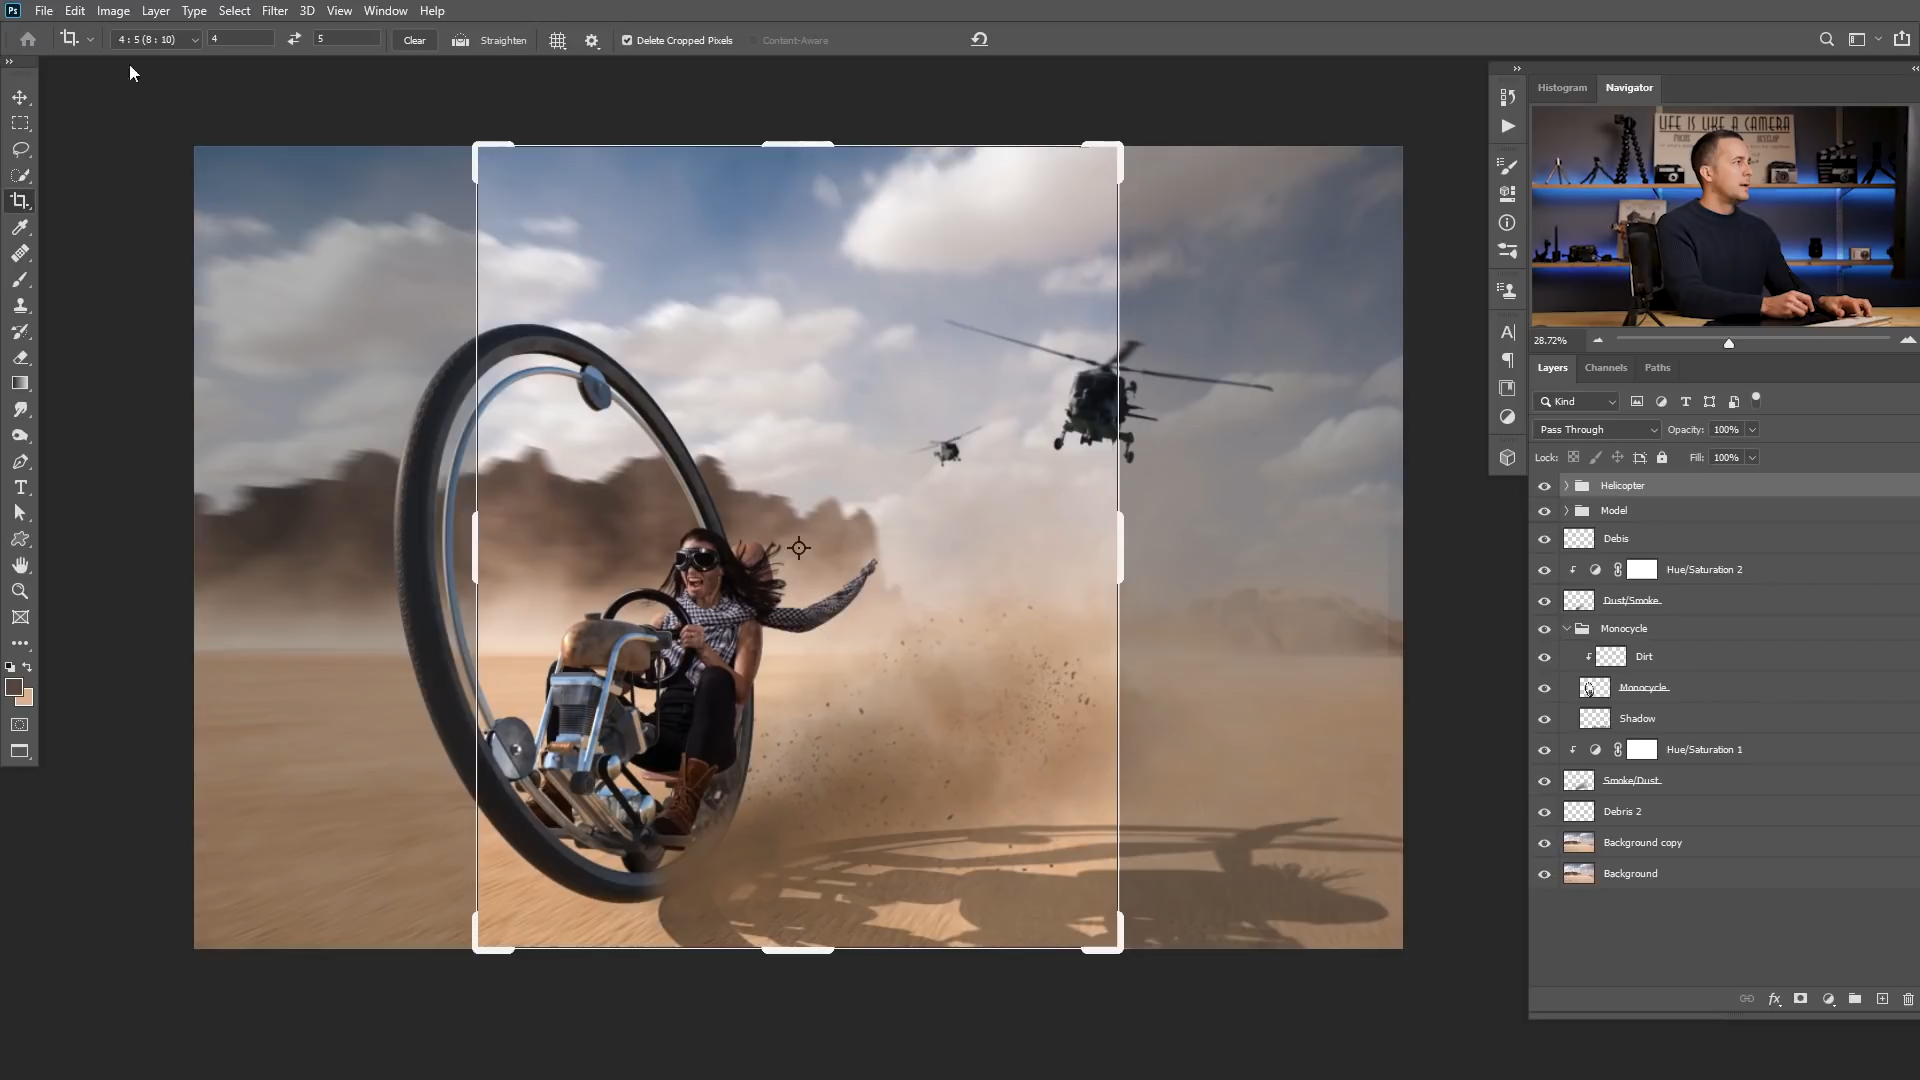 Ps File Edit Image Layer Type Select Filter 3D View Window Help
4 : 5 (8 : 10) 4 5 Clear Straighten Delete Cropped Pixels Content-Aware
Histogram Navigator
LIFE IS LIKE A CAMERA
28.72%
Layers Channels Paths
Kind
Pass Through Opacity: 100%
Lock: Fill: 100%
Helicopter
Model
Debis
Hue/Saturation 2
Dust/Smoke
Monocycle
Dirt
Monocycle
Shadow
Hue/Saturation 1
Smoke/Dust
Debris 2
Background copy
Background
fx